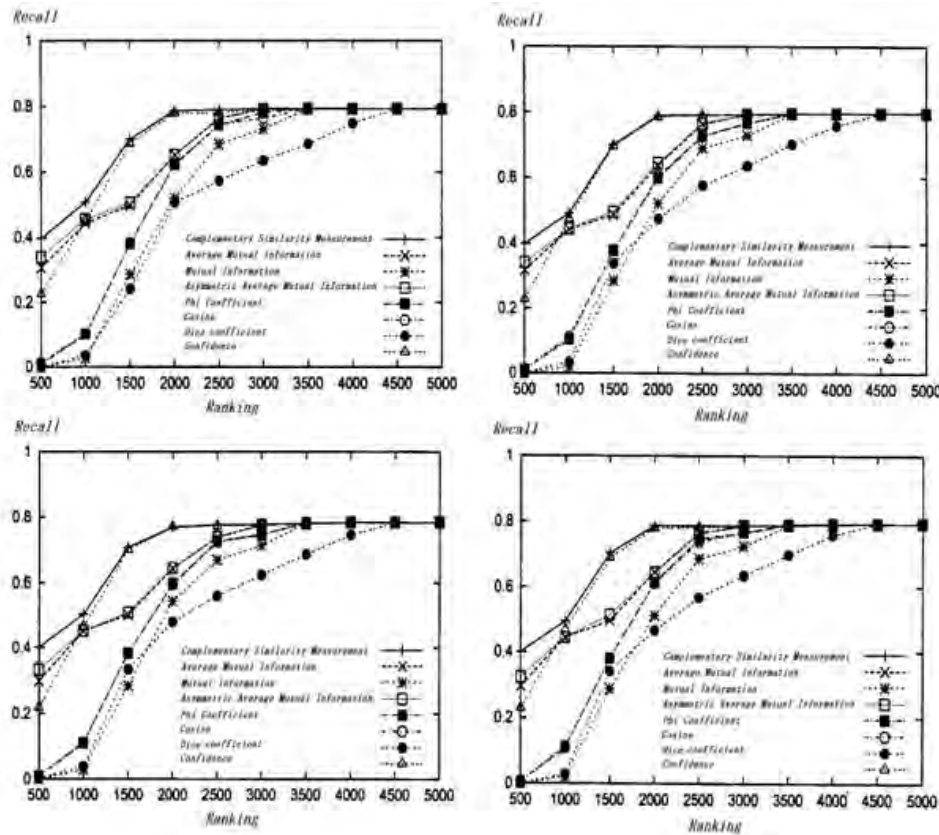 Recall
1
0.8
0.6
0.4
0.2
0
Complementary Similarity Measurement
Average Mutual Information
Mutual Information
Asymmetric Average Mutual Information
Phi Coefficient
Cosine
Dice coefficient
Confidence
500 1000 1500 2000 2500 3000 3500 4000 4500 5000
Ranking
Recall
1
0.8
0.6
0.4
0.2
0
Complementary Similarity Measurement
Average Mutual Information
Mutual Information
Asymmetric Average Mutual Information
Phi Coefficient
Cosine
Dice coefficient
Confidence
500 1000 1500 2000 2500 3000 3500 4000 4500 5000
Ranking
Recall
1
0.8
0.6
0.4
0.2
0
Complementary Similarity Measurement
Average Mutual Information
Mutual Information
Asymmetric Average Mutual Information
Phi Coefficient
Cosine
Dice coefficient
Confidence
500 1000 1500 2000 2500 3000 3500 4000 4500 5000
Ranking
Recall
1
0.8
0.6
0.4
0.2
0
Complementary Similarity Measurement
Average Mutual Information
Mutual Information
Asymmetric Average Mutual Information
Phi Coefficient
Cosine
Dice coefficient
Confidence
500 1000 1500 2000 2500 3000 3500 4000 4500 5000
Ranking